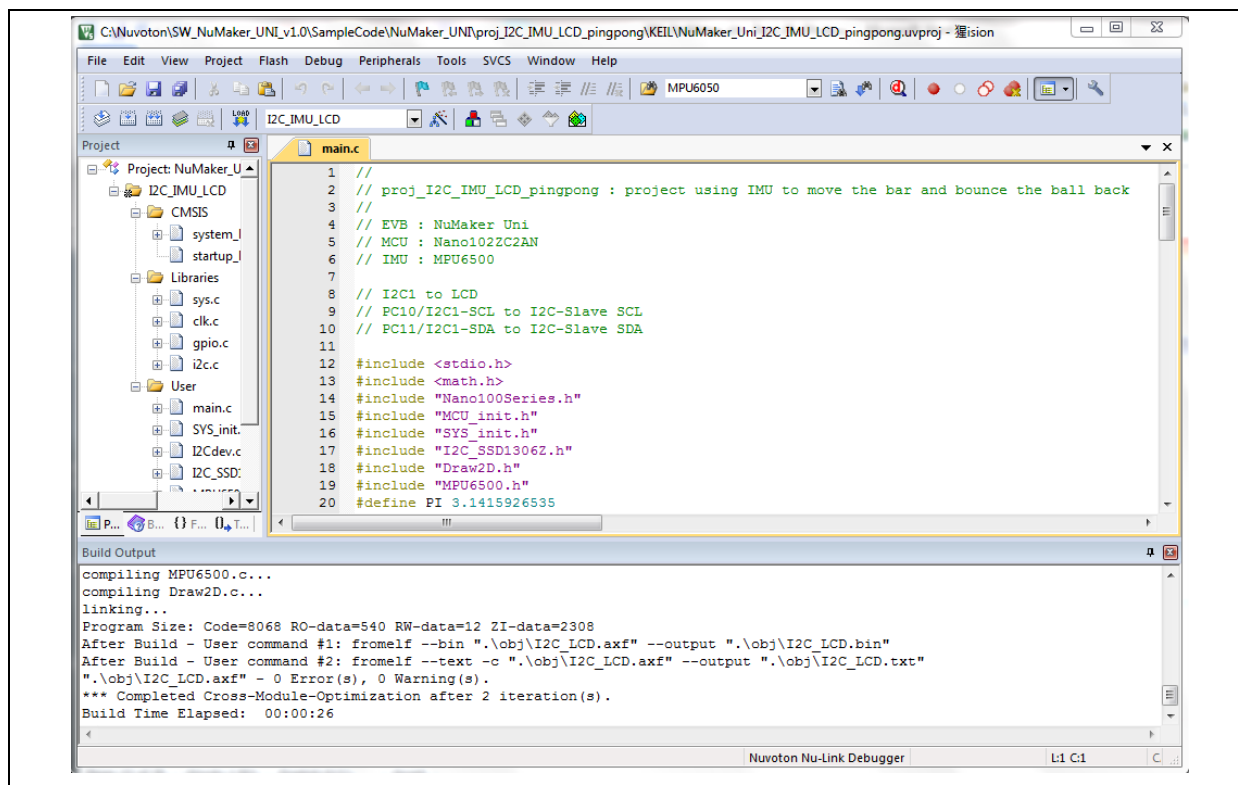 C:\Nuvoton\SW_NuMaker_UNI_v1.0\SampleCode\NuMaker_UNI\proj_I2C_IMU_LCD_pingpong\KEIL\NuMaker_Uni_I2C_IMU_LCD_pingpong.uvproj - 猩ision
File Edit View Project Flash Debug Peripherals Tools SVCS Window Help
MPU6050
LOAD I2C_IMU_LCD
Project
main.c
Project: NuMaker_U
I2C_IMU_LCD
CMSIS
system_
startup_
Libraries
sys.c
clk.c
gpio.c
i2c.c
User
main.c
SYS_init.
I2Cdev.c
I2C_SSD
P... B... {} F... 0 T...
1 //
2 // proj_I2C_IMU_LCD_pingpong : project using IMU to move the bar and bounce the ball back
3 //
4 // EVB : NuMaker Uni
5 // MCU : Nano102ZC2AN
6 // IMU : MPU6500
7
8 // I2C1 to LCD
9 // PC10/I2C1-SCL to I2C-Slave SCL
10 // PC11/I2C1-SDA to I2C-Slave SDA
11
12 #include <stdio.h>
13 #include <math.h>
14 #include "Nano100Series.h"
15 #include "MCU_init.h"
16 #include "SYS_init.h"
17 #include "I2C_SSD1306Z.h"
18 #include "Draw2D.h"
19 #include "MPU6500.h"
20 #define PI 3.1415926535
Build Output
compiling MPU6500.c...
compiling Draw2D.c...
linking...
Program Size: Code=8068 RO-data=540 RW-data=12 ZI-data=2308
After Build - User command #1: fromelf --bin ".\obj\I2C_LCD.axf" --output ".\obj\I2C_LCD.bin"
After Build - User command #2: fromelf --text -c ".\obj\I2C_LCD.axf" --output ".\obj\I2C_LCD.txt"
".\obj\I2C_LCD.axf" - 0 Error(s), 0 Warning(s).
*** Completed Cross-Module-Optimization after 2 iteration(s).
Build Time Elapsed: 00:00:26
Nuvoton Nu-Link Debugger L:1 C:1 C